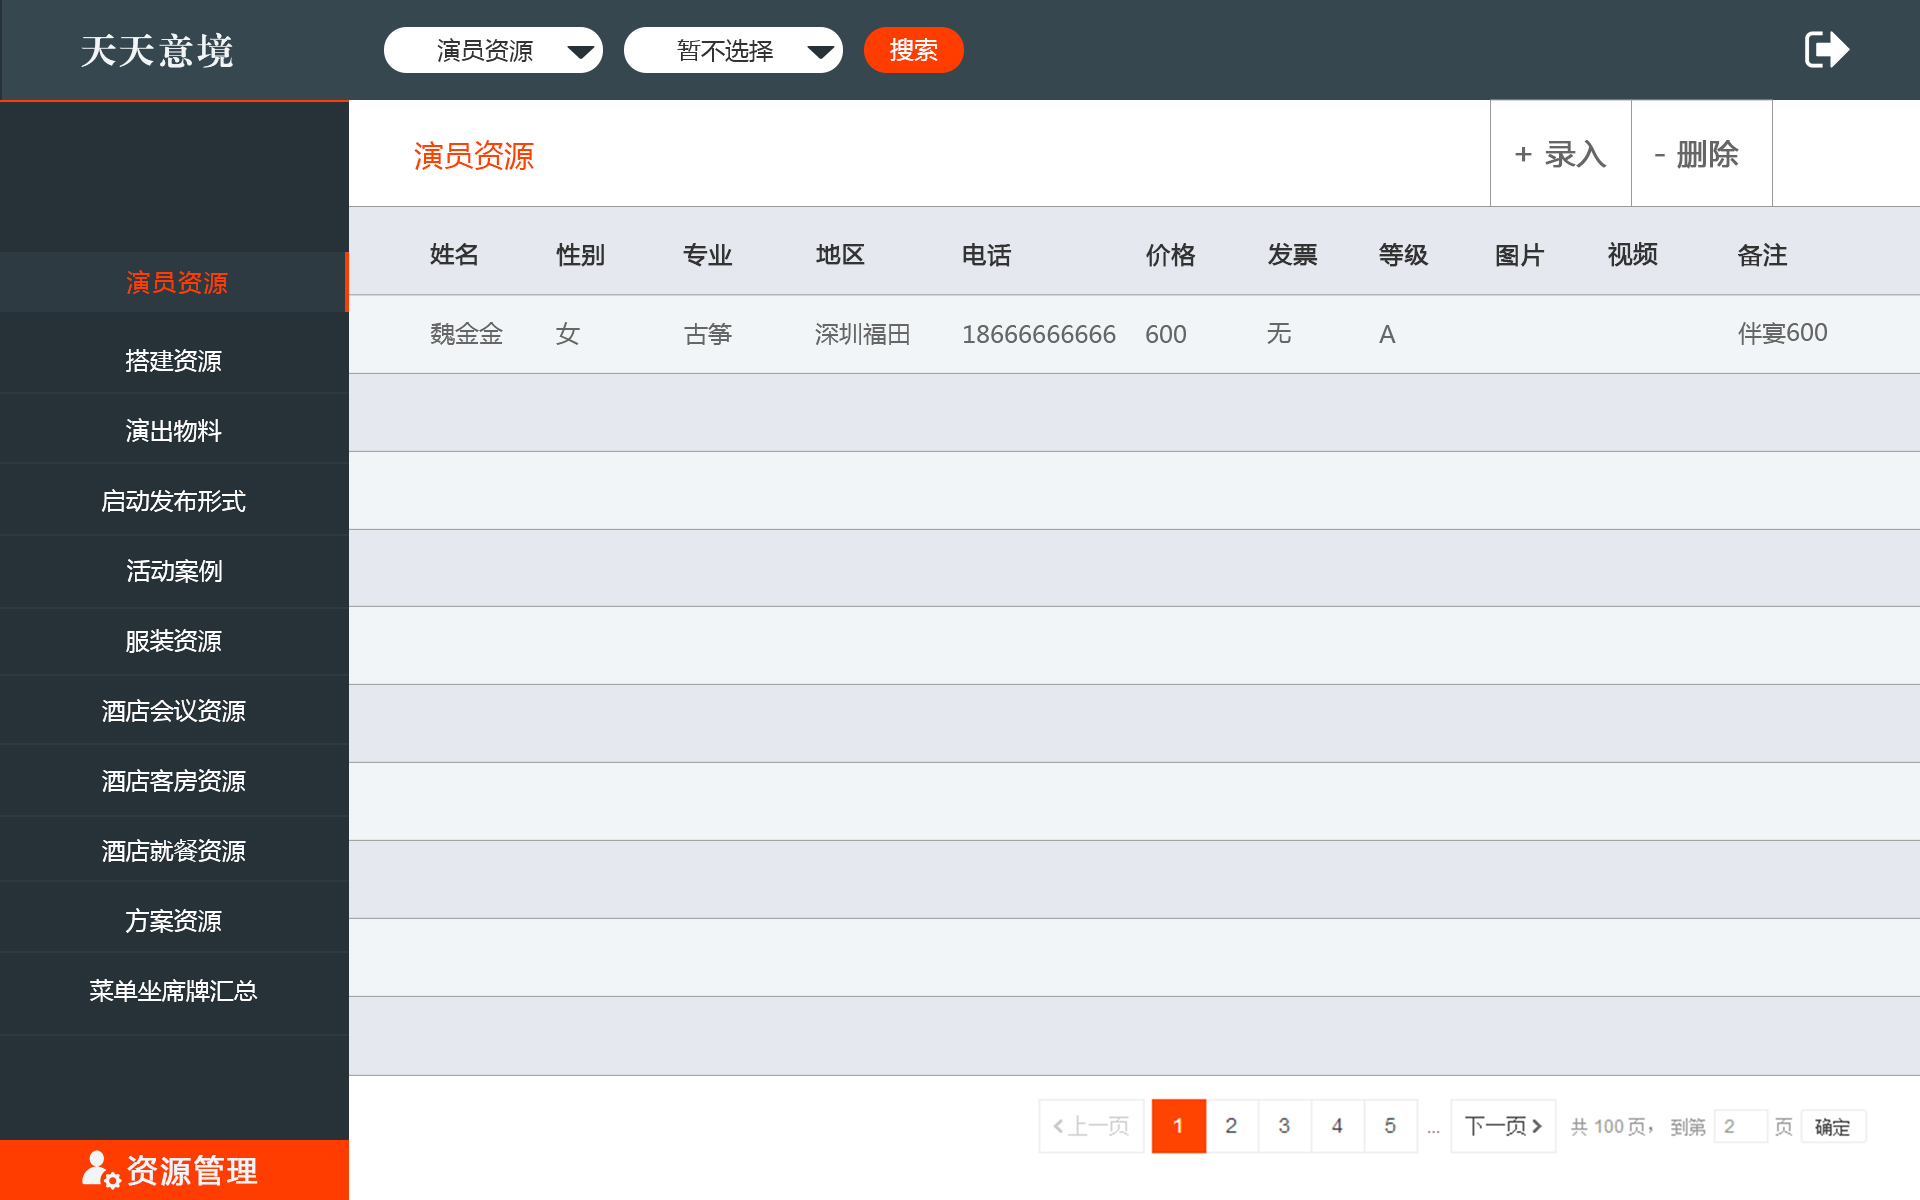 天天意境
演员资源
暂不选择
搜索
演员资源
+ 录入
- 删除
姓名 性别 专业 地区 电话 价格 发票 等级 图片 视频 备注
魏金金 女 古筝 深圳福田 18666666666 600 无 A 伴宴600
演员资源
搭建资源
演出物料
启动发布形式
活动案例
服装资源
酒店会议资源
酒店客房资源
酒店就餐资源
方案资源
菜单坐席牌汇总
资源管理
上一页 1 2 3 4 5 ... 下一页 共 100 页， 到第 2 页 确定